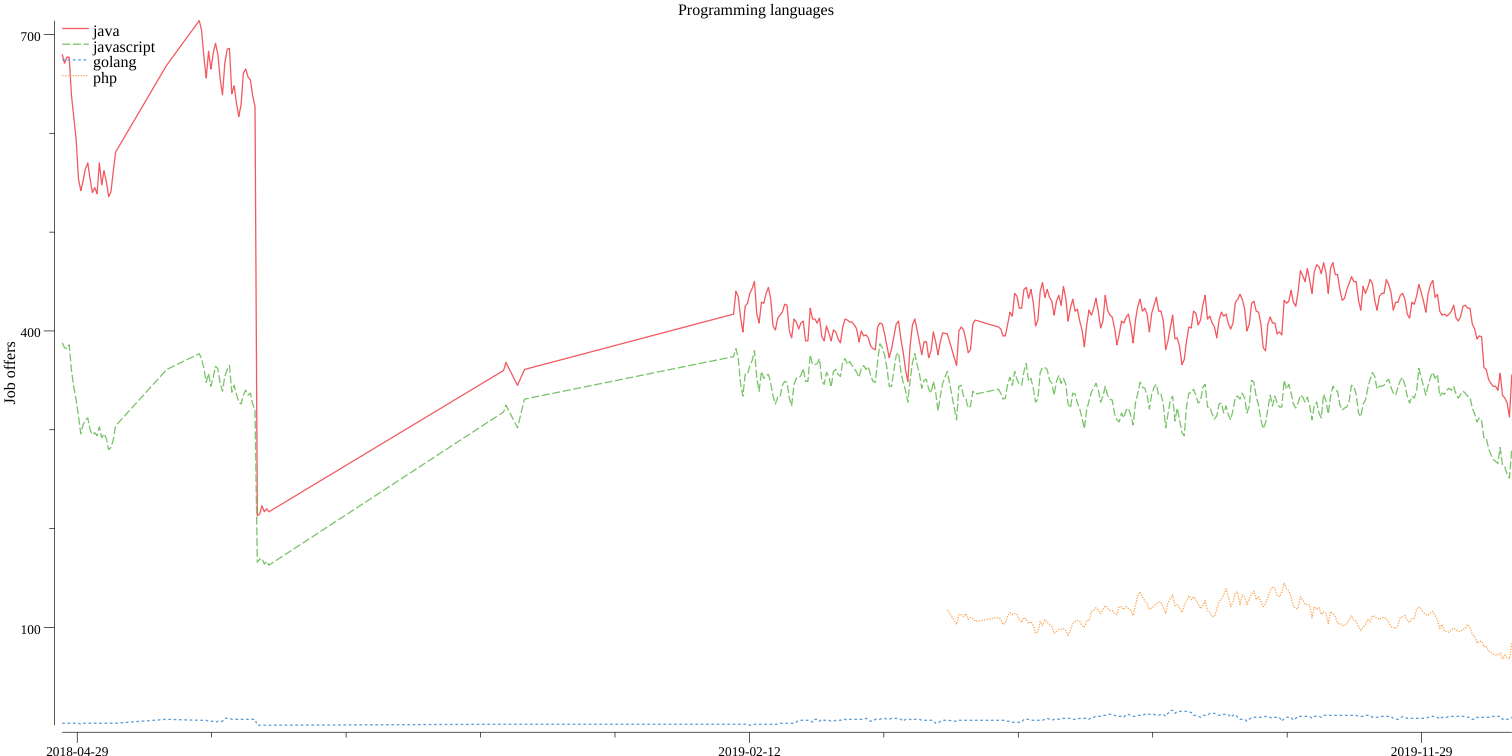 Programming languages
700
java
javascript
golang
php
400
Job offers
100
2018-04-29
2019-02-12
2019-11-29